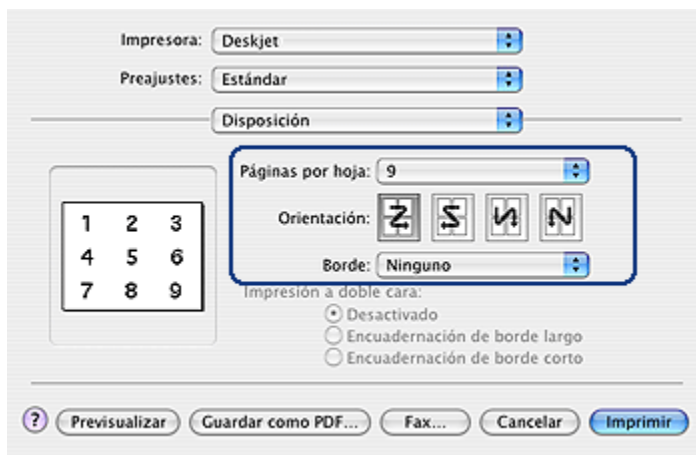 Impresora: Deskjet
Preajustes: Estándar
Disposición
Páginas por hoja: 9
Orientación:
Borde: Ninguno
Impresión a doble cara:
Desactivado
Encuadernación de borde largo
Encuadernación de borde corto
1 2 3
4 5 6
7 8 9
? Previsualizar Guardar como PDF... Fax... Cancelar Imprimir